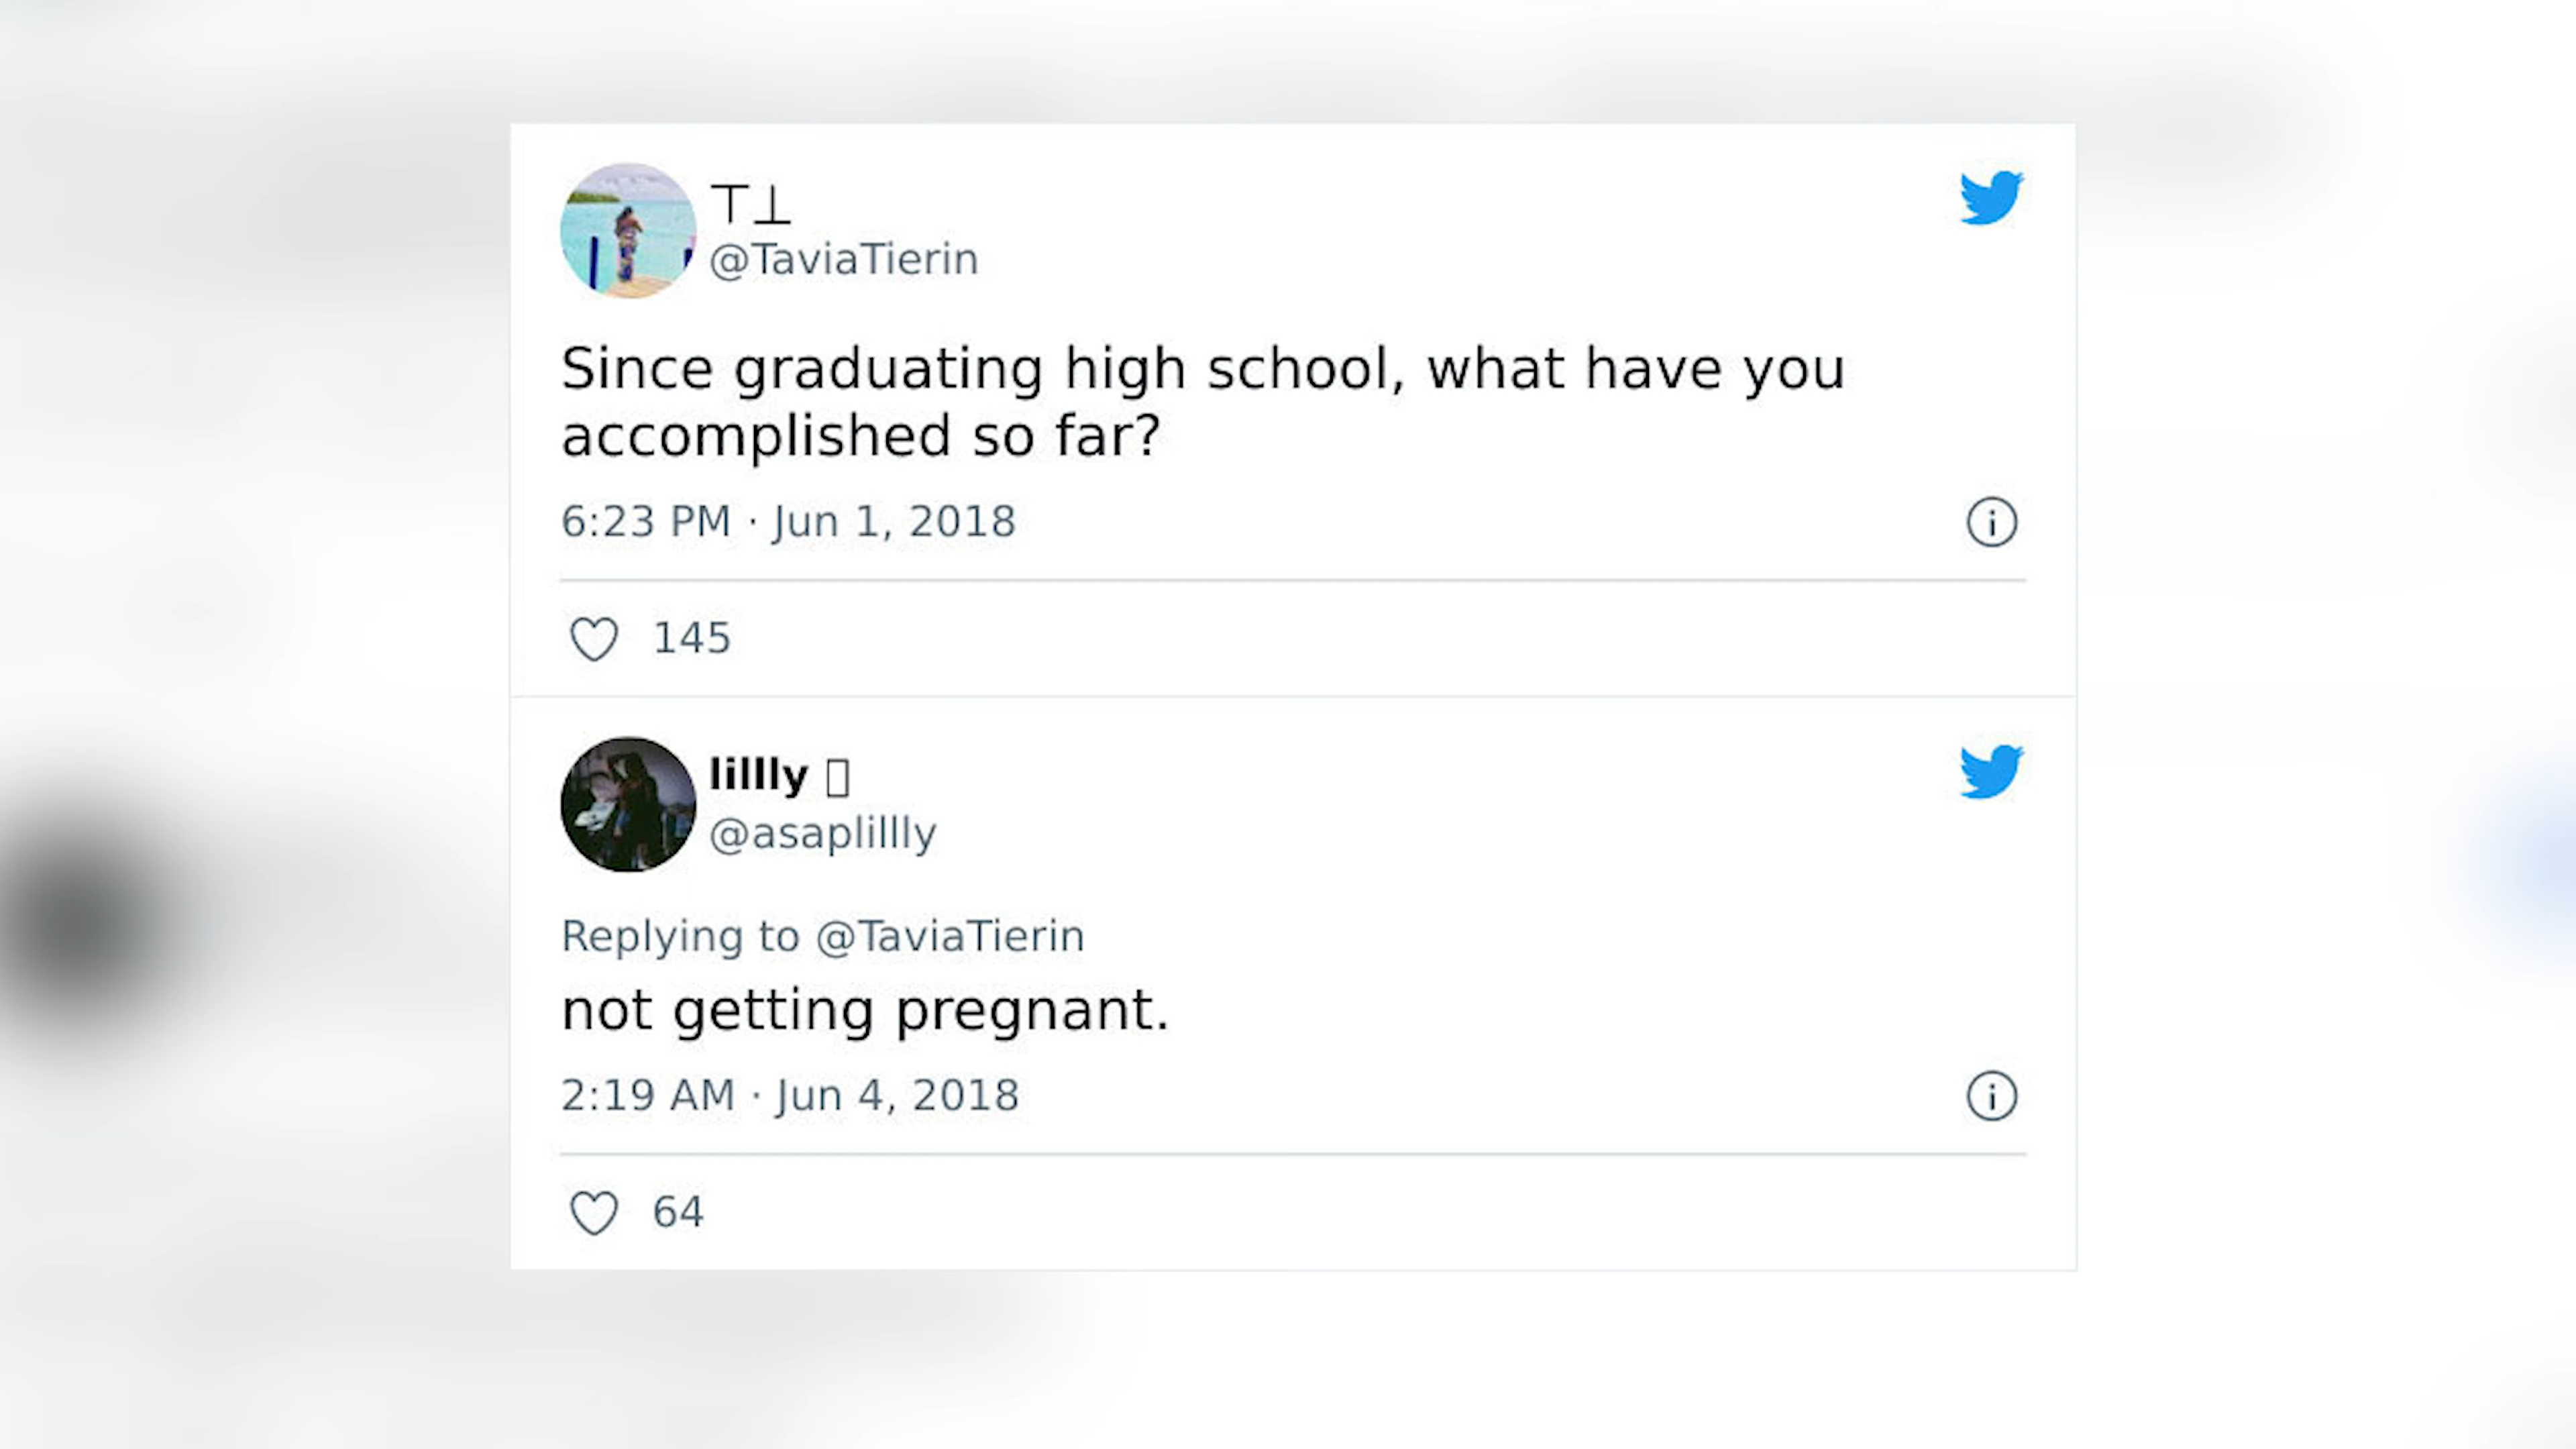 ⊤⊥
@TaviaTierin
Since graduating high school, what have you
accomplished so far?
6:23 PM · Jun 1, 2018
145
lillly
@asaplillly
Replying to @TaviaTierin
not getting pregnant.
2:19 AM · Jun 4, 2018
64